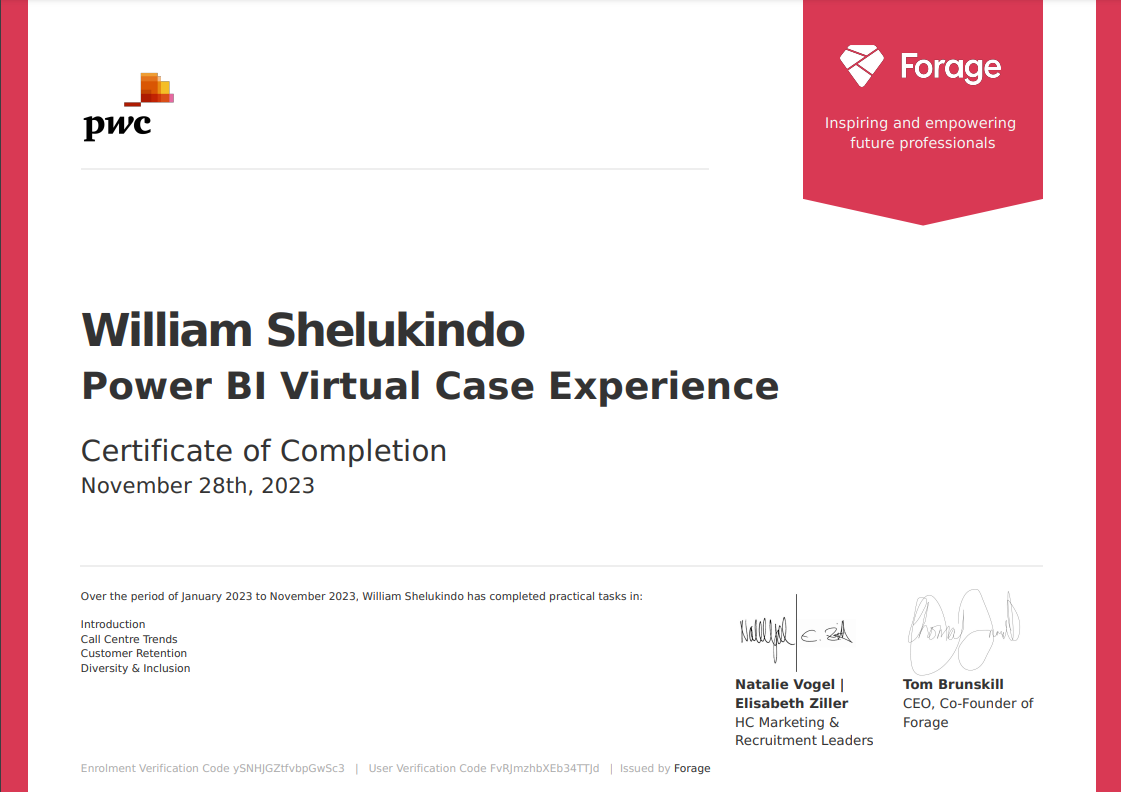 pwc
Forage
Inspiring and empowering
future professionals
William Shelukindo
Power BI Virtual Case Experience
Certificate of Completion
November 28th, 2023
Over the period of January 2023 to November 2023, William Shelukindo has completed practical tasks in:
Introduction
Call Centre Trends
Customer Retention
Diversity & Inclusion
Natalie Vogel |
Elisabeth Ziller
HC Marketing &
Recruitment Leaders
Tom Brunskill
CEO, Co-Founder of
Forage
Enrolment Verification Code ySNHJGZtfvbpGwSc3 | User Verification Code FvRJmzhbXEb34TTJd | Issued by Forage